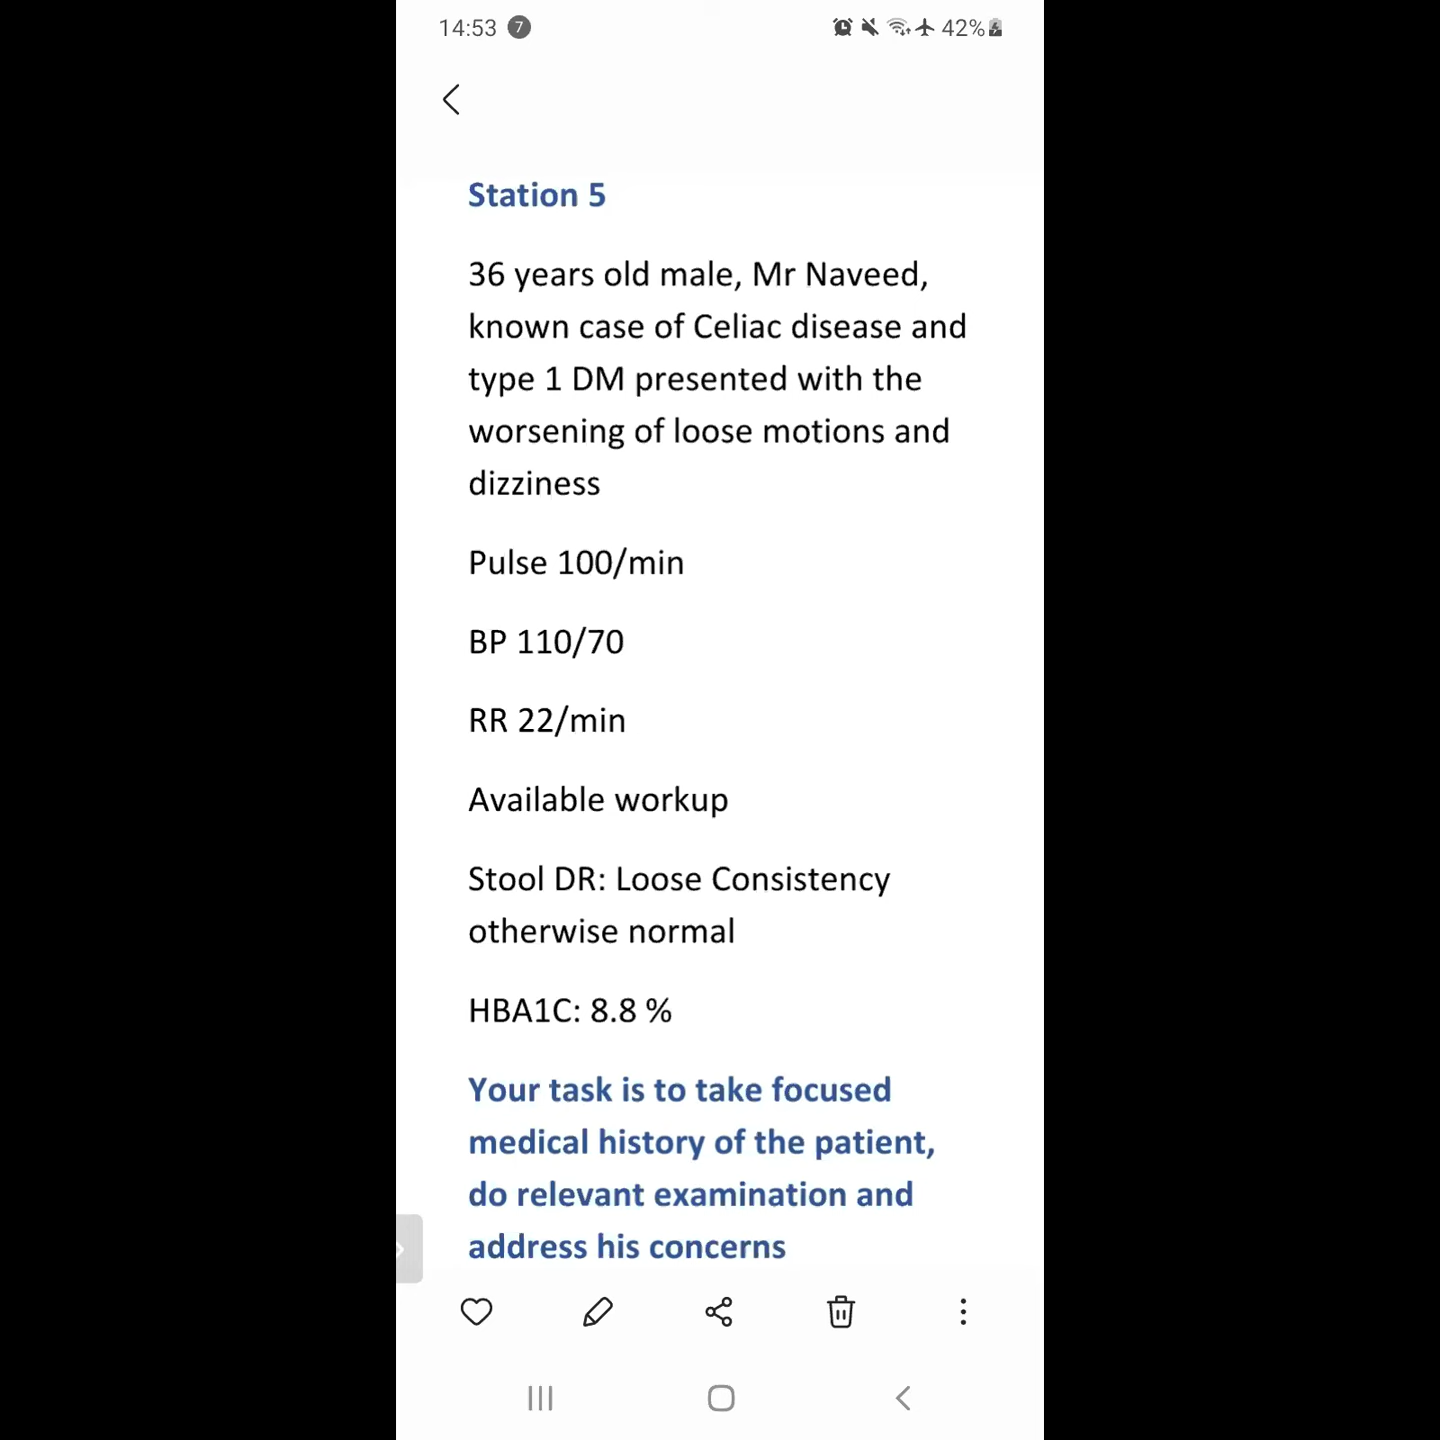 14:53 7 42%
Station 5
36 years old male, Mr Naveed,
known case of Celiac disease and
type 1 DM presented with the
worsening of loose motions and
dizziness
Pulse 100/min
BP 110/70
RR 22/min
Available workup
Stool DR: Loose Consistency
otherwise normal
HBA1C: 8.8 %
Your task is to take focused
medical history of the patient,
do relevant examination and
address his concerns